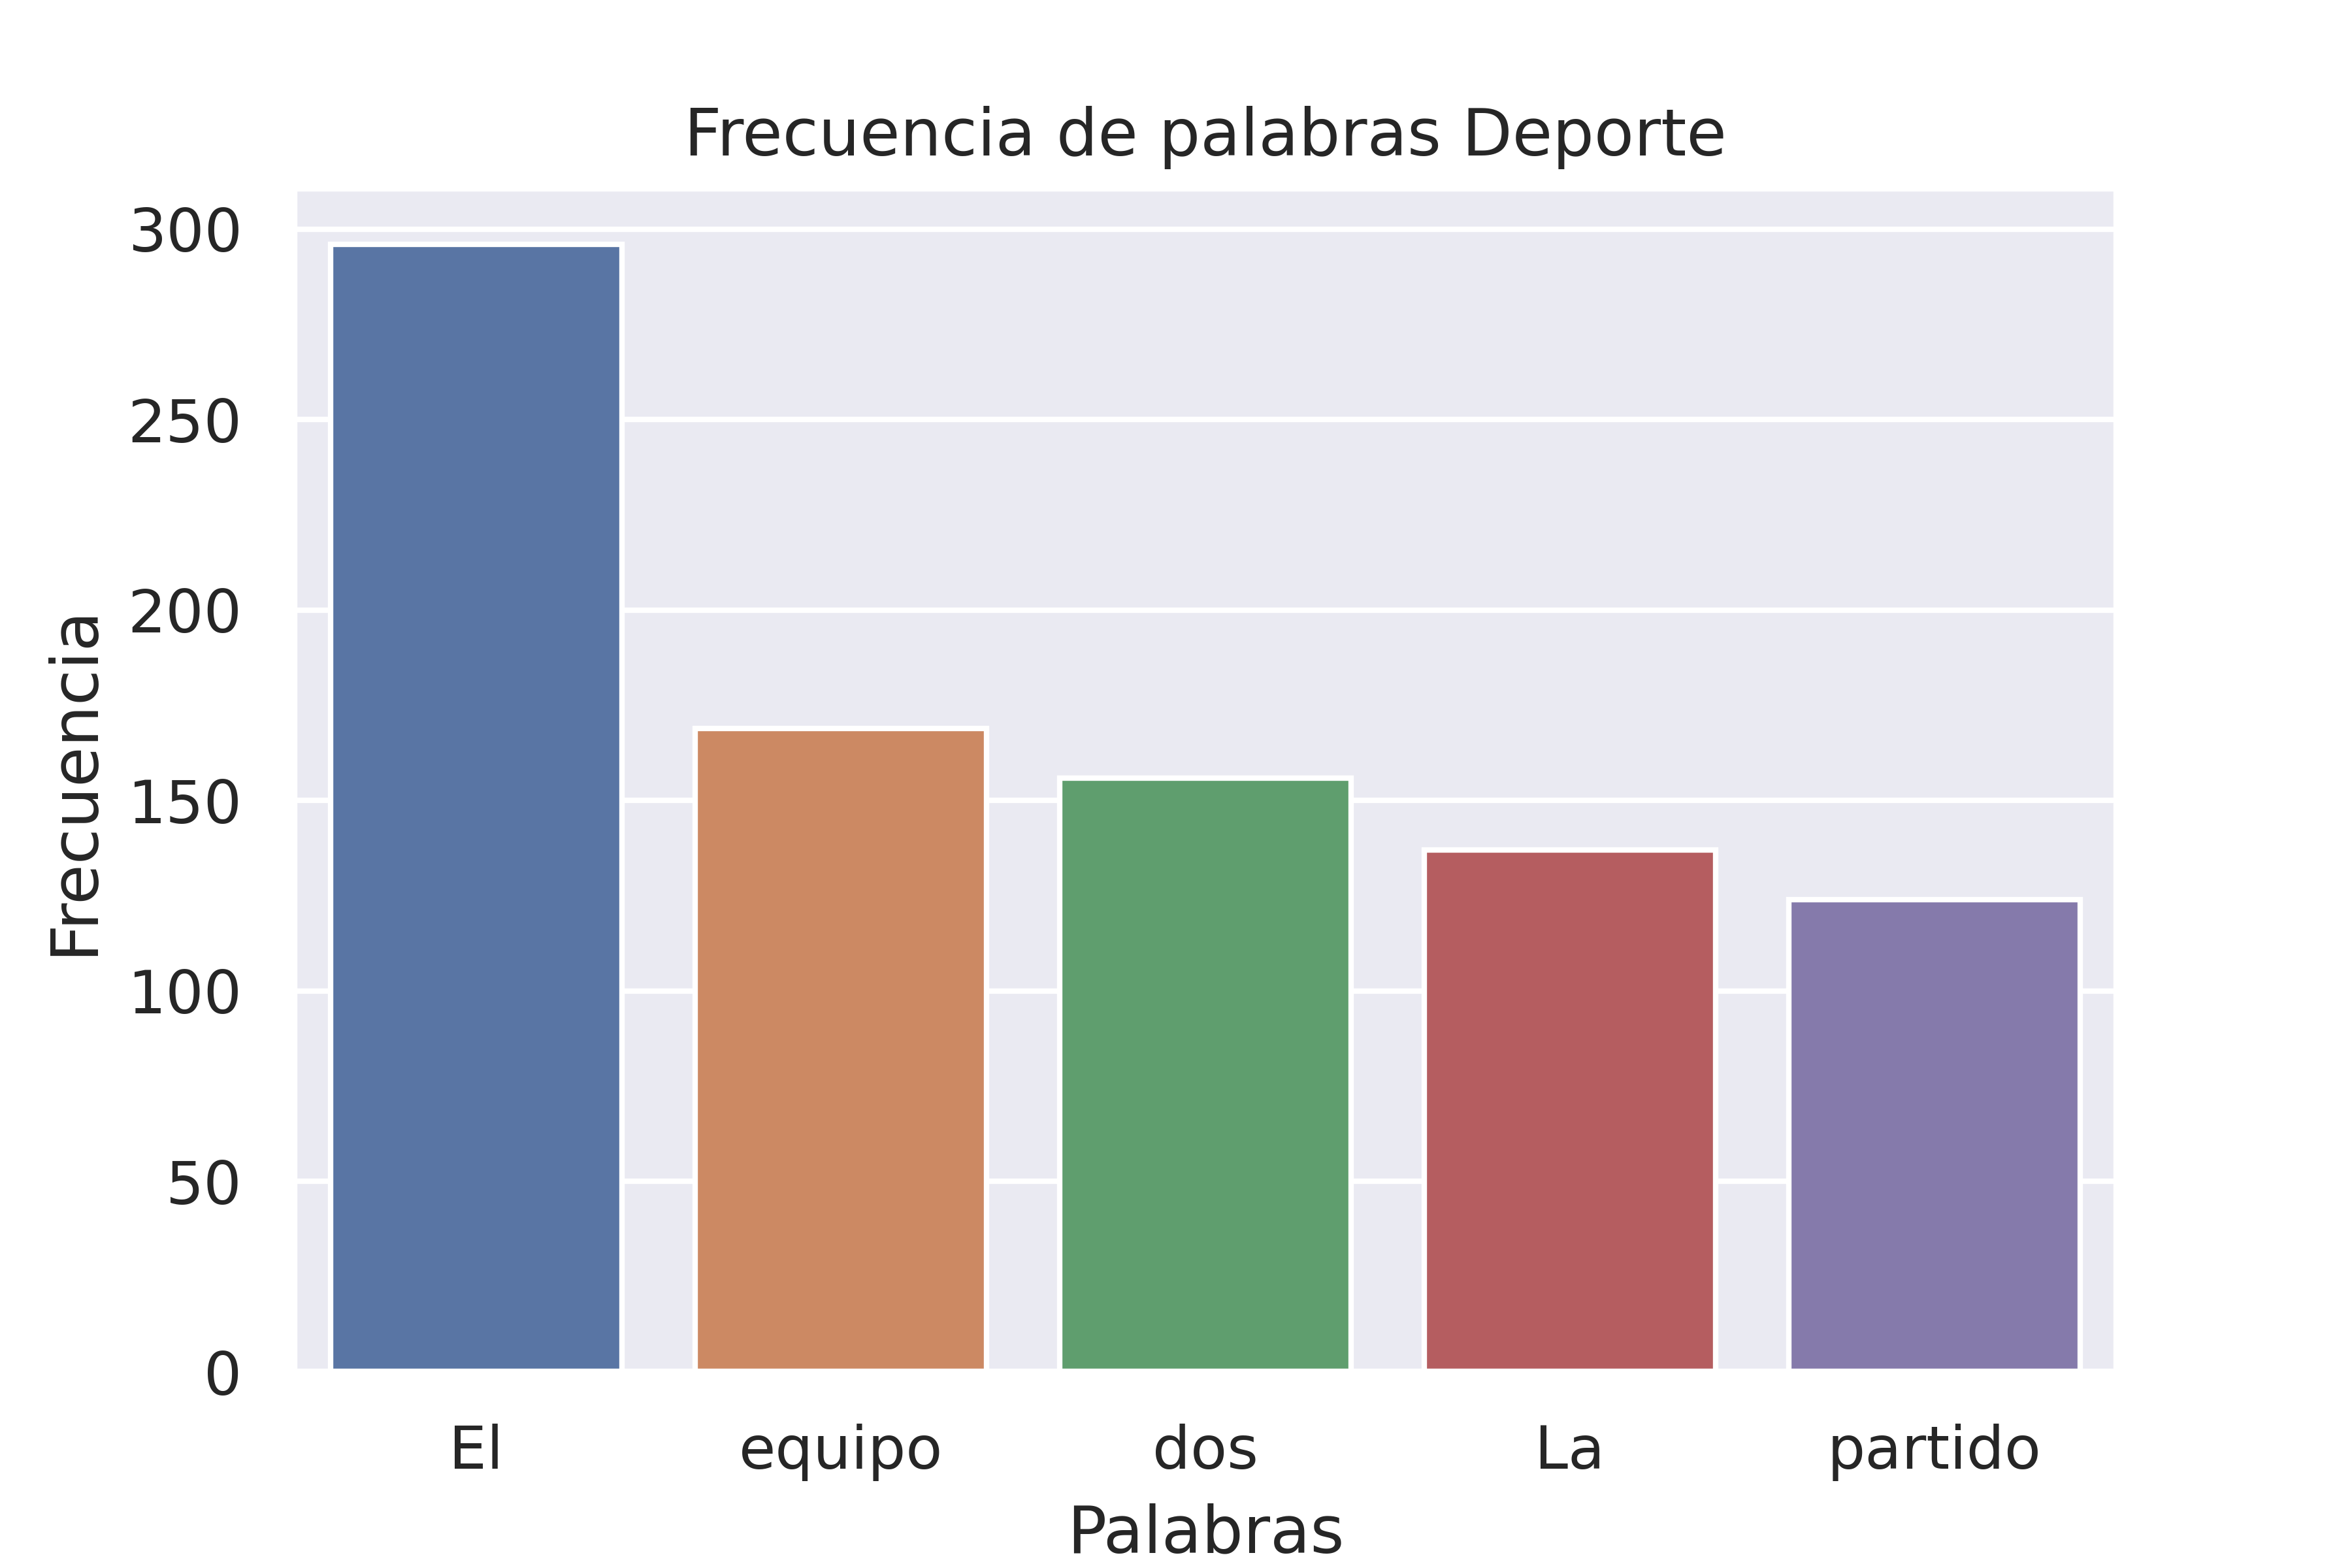 Frecuencia de palabras Deporte
300
250
200
150
100
50
0
Frecuencia
El equipo dos La partido
Palabras